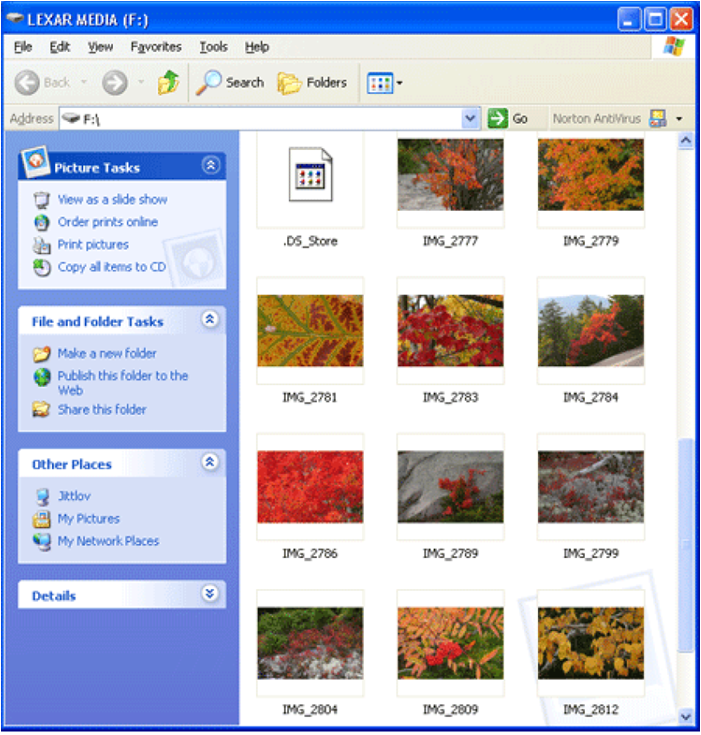 LEXAR MEDIA (F:)
File Edit View Favorites Tools Help
Back Search Folders
Address F:\ Go Norton AntiVirus
Picture Tasks
View as a slide show
Order prints online
Print pictures
Copy all items to CD
File and Folder Tasks
Make a new folder
Publish this folder to the
Web
Share this folder
Other Places
Jittlov
My Pictures
My Network Places
Details
.DS_Store IMG_2777 IMG_2779
IMG_2781 IMG_2783 IMG_2784
IMG_2786 IMG_2789 IMG_2799
IMG_2804 IMG_2809 IMG_2812